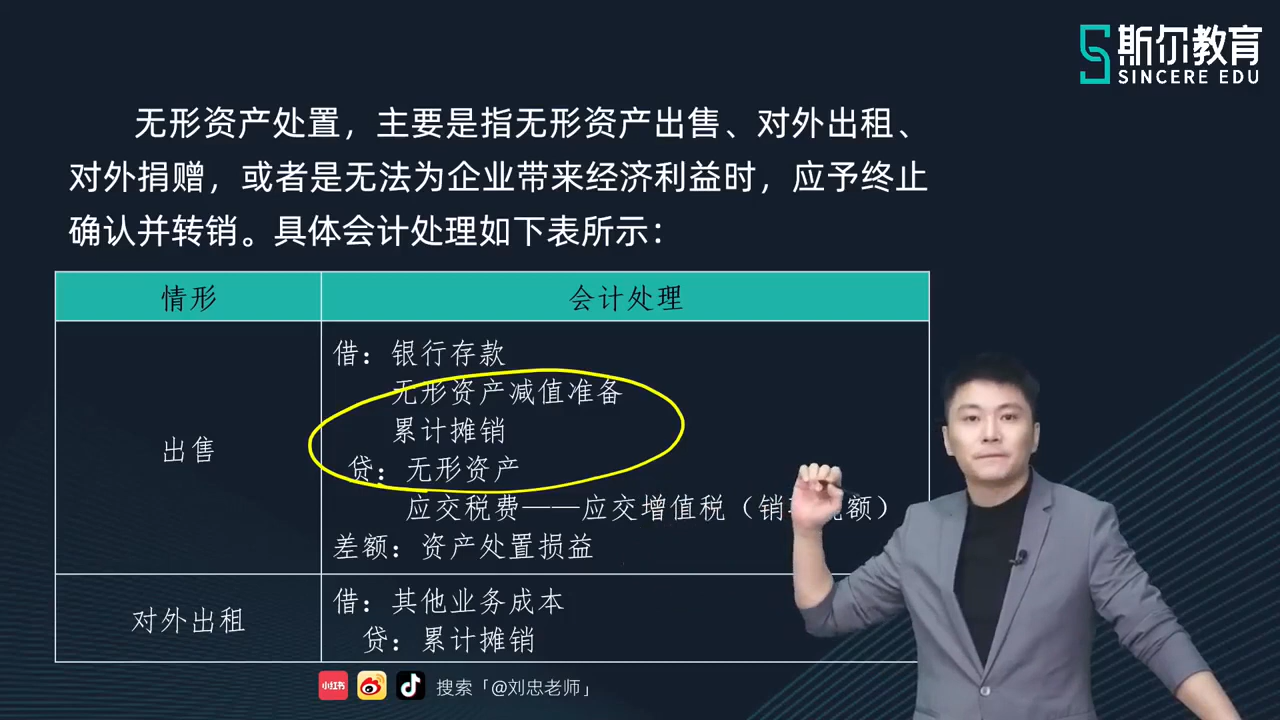 斯尔教育
SINCERE EDU
无形资产处置，主要是指无形资产出售、对外出租、
对外捐赠，或者是无法为企业带来经济利益时，应予终止
确认并转销。具体会计处理如下表所示：
情形
会计处理
出售
借：银行存款
无形资产减值准备
累计摊销
贷：无形资产
应交税费——应交增值税（销 额）
差额：资产处置损益
对外出租
借：其他业务成本
贷：累计摊销
小红书
搜索「@刘忠老师」